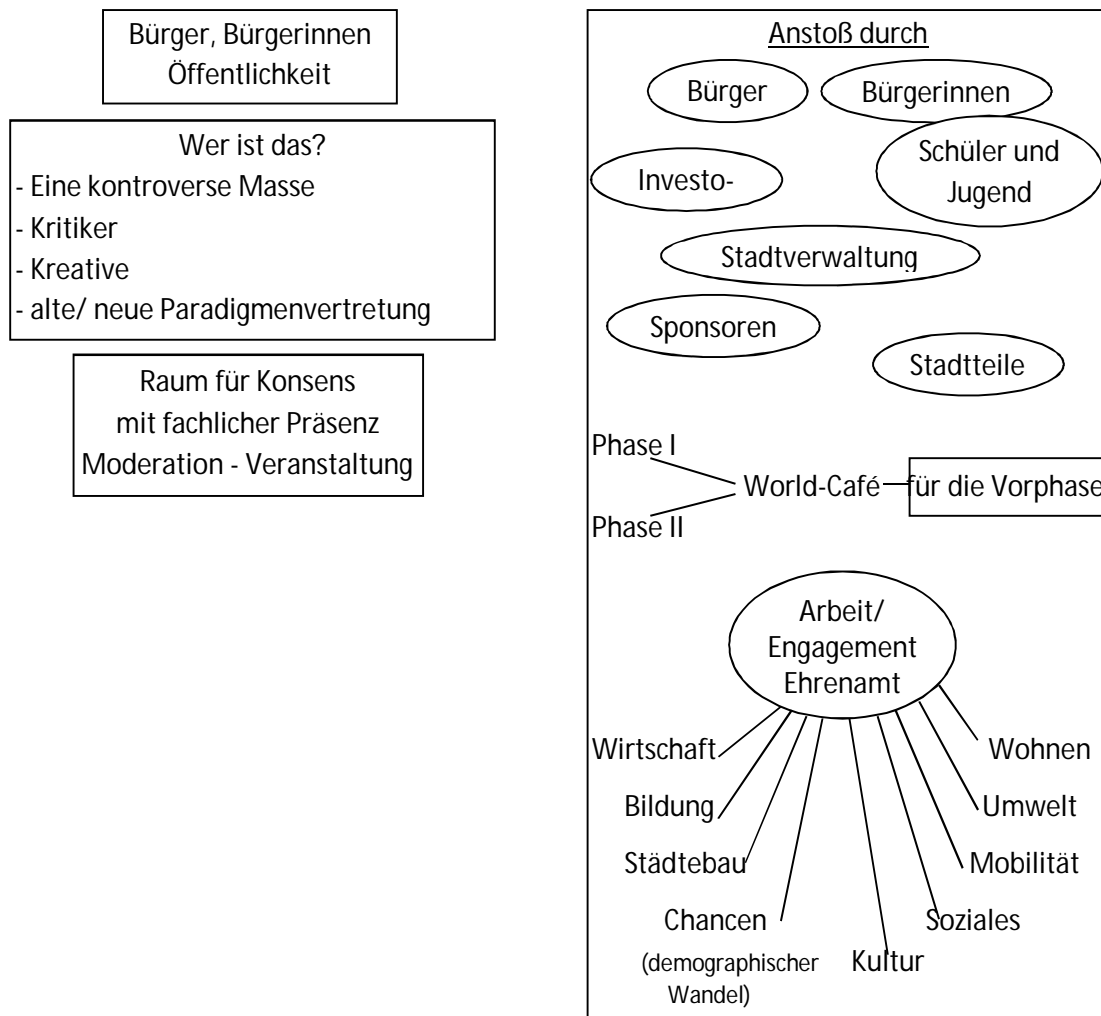 Bürger, Bürgerinnen
Öffentlichkeit
Wer ist das?
- Eine kontroverse Masse
- Kritiker
- Kreative
- alte/ neue Paradigmenvertretung
Raum für Konsens
mit fachlicher Präsenz
Moderation - Veranstaltung
Anstoß durch
Bürger
Bürgerinnen
Schüler und
Jugend
Investo-
Stadtverwaltung
Sponsoren
Stadtteile
Phase I
World-Café
für die Vorphase
Phase II
Arbeit/
Engagement
Ehrenamt
Wirtschaft
Wohnen
Bildung
Umwelt
Städtebau
Mobilität
Chancen
Soziales
(demographischer
Wandel)
Kultur